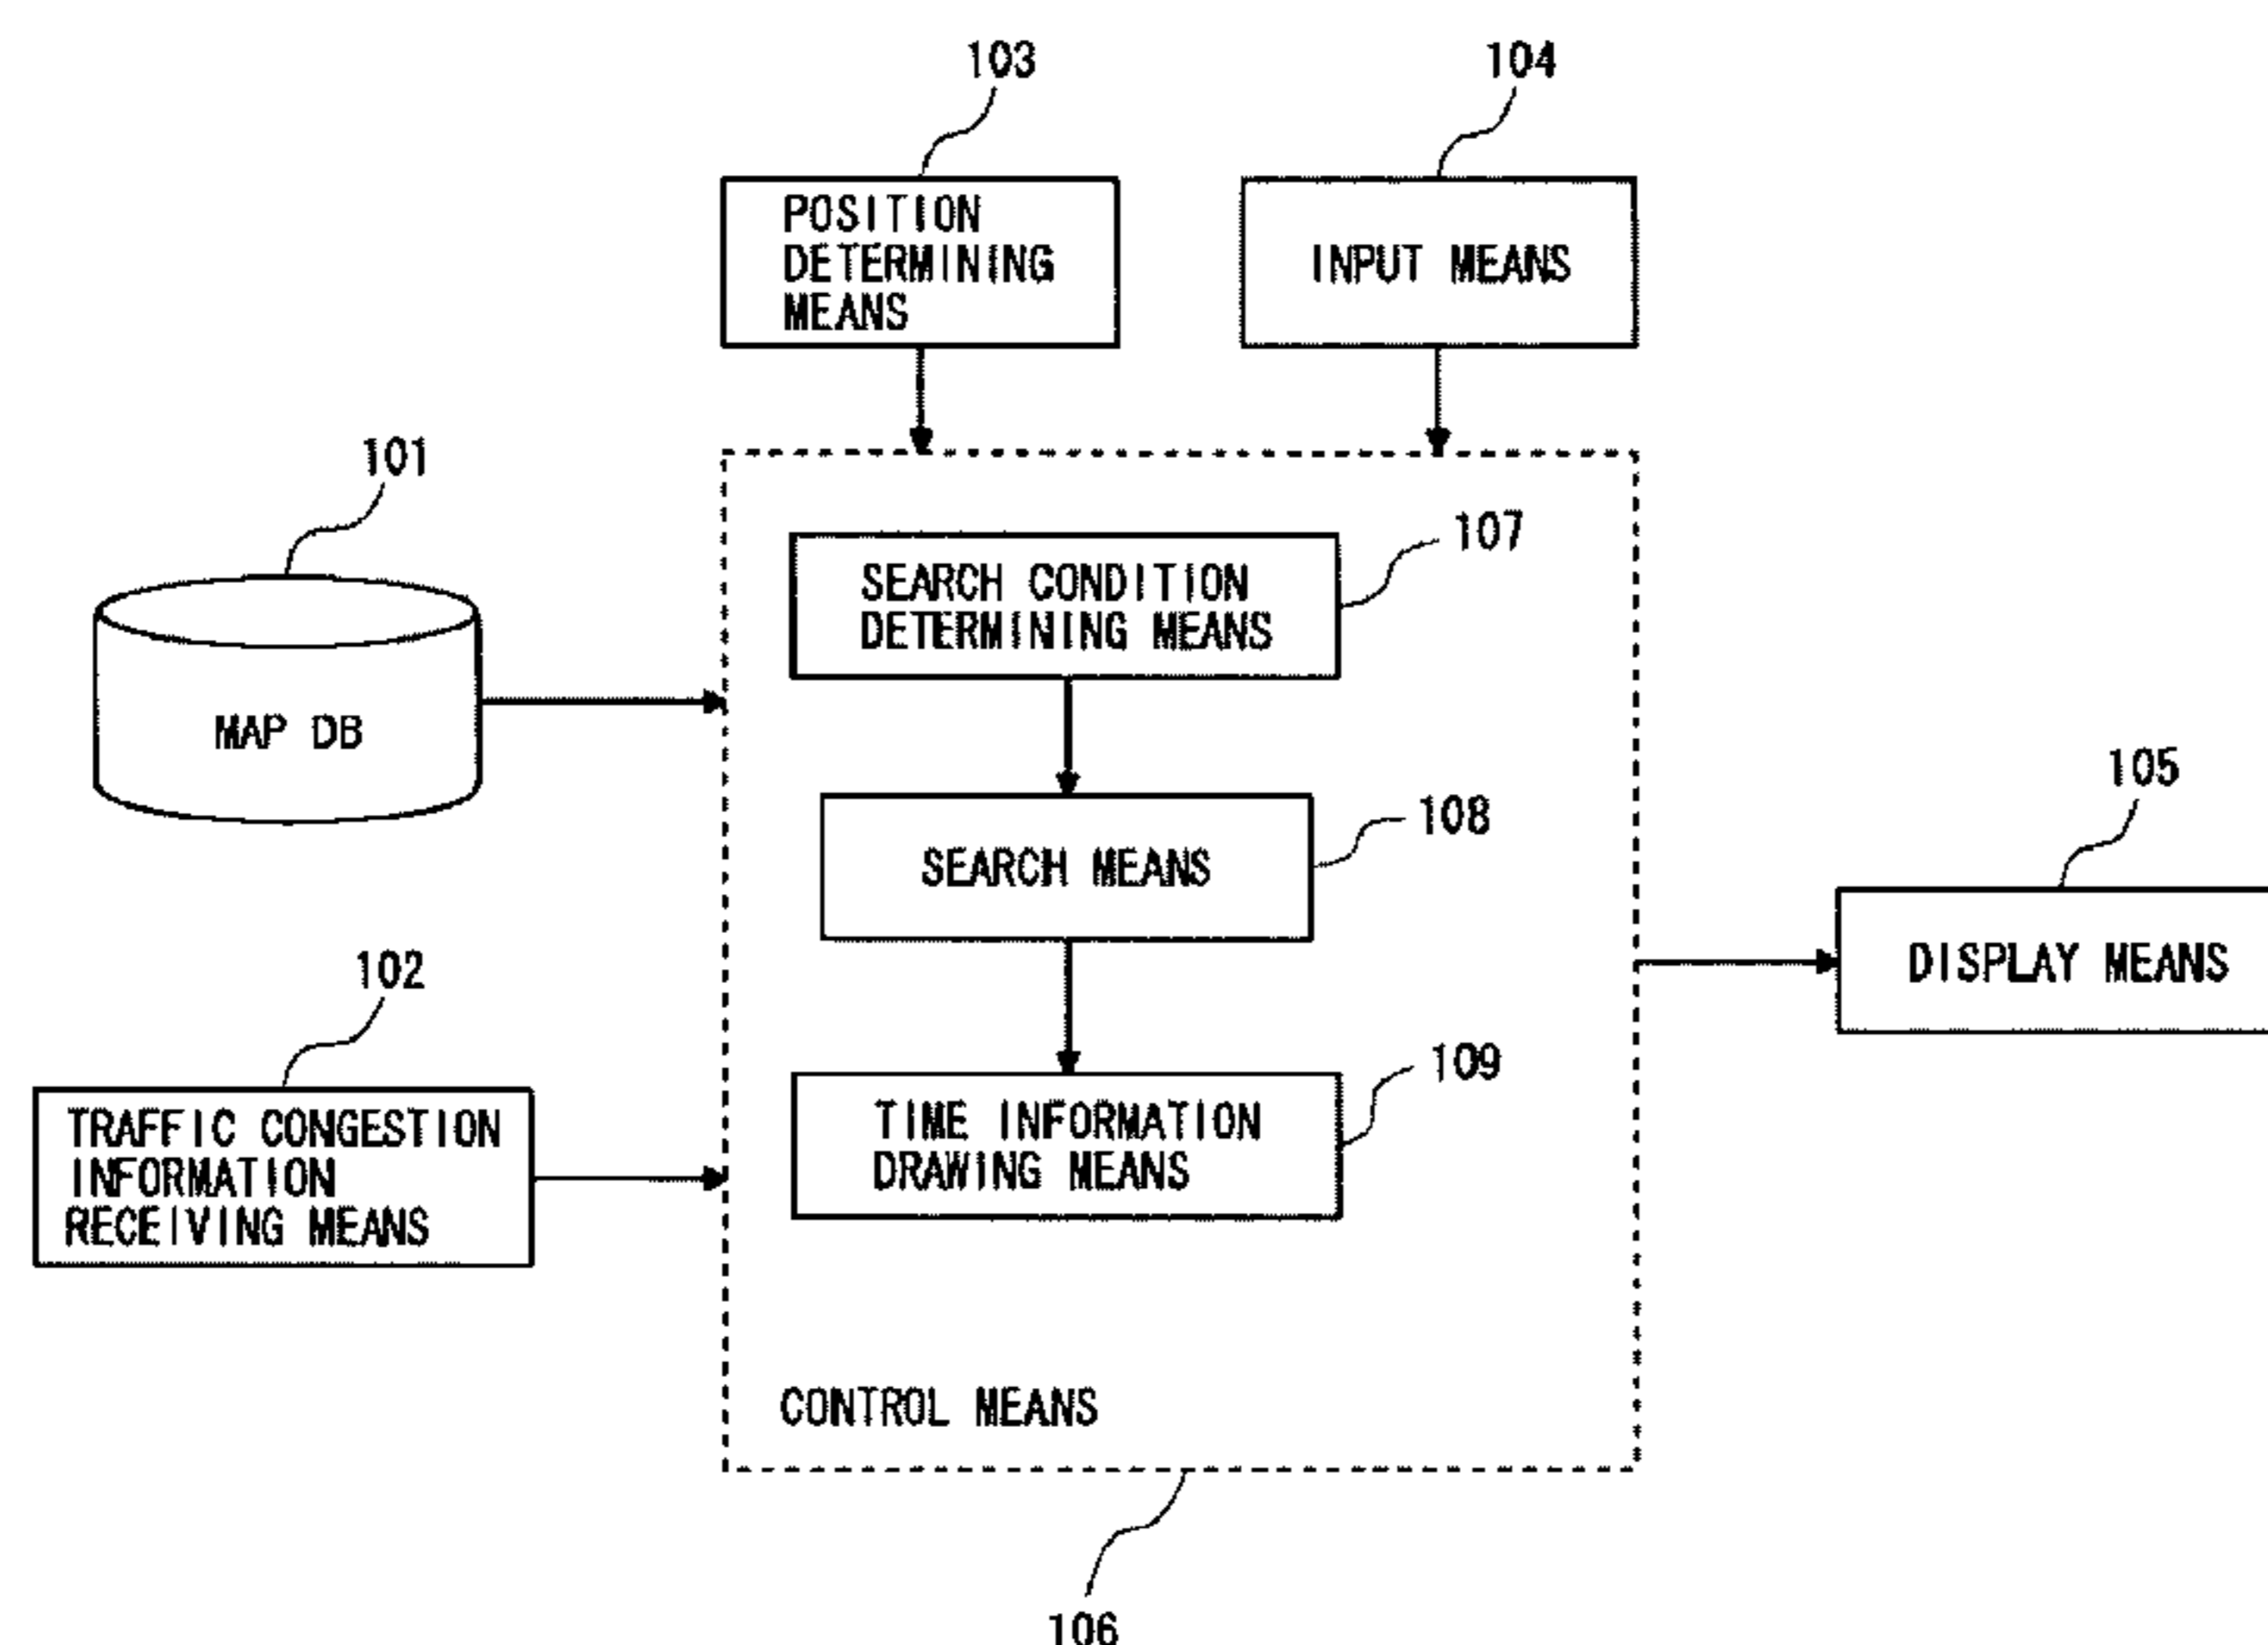 103
104
POSITION
DETERMINING
MEANS
INPUT MEANS
101
107
SEARCH CONDITION
DETERMINING MEANS
MAP DB
105
108
SEARCH MEANS
DISPLAY MEANS
102
109
TRAFFIC CONGESTION
INFORMATION
RECEIVING MEANS
TIME INFORMATION
DRAWING MEANS
CONTROL MEANS
106